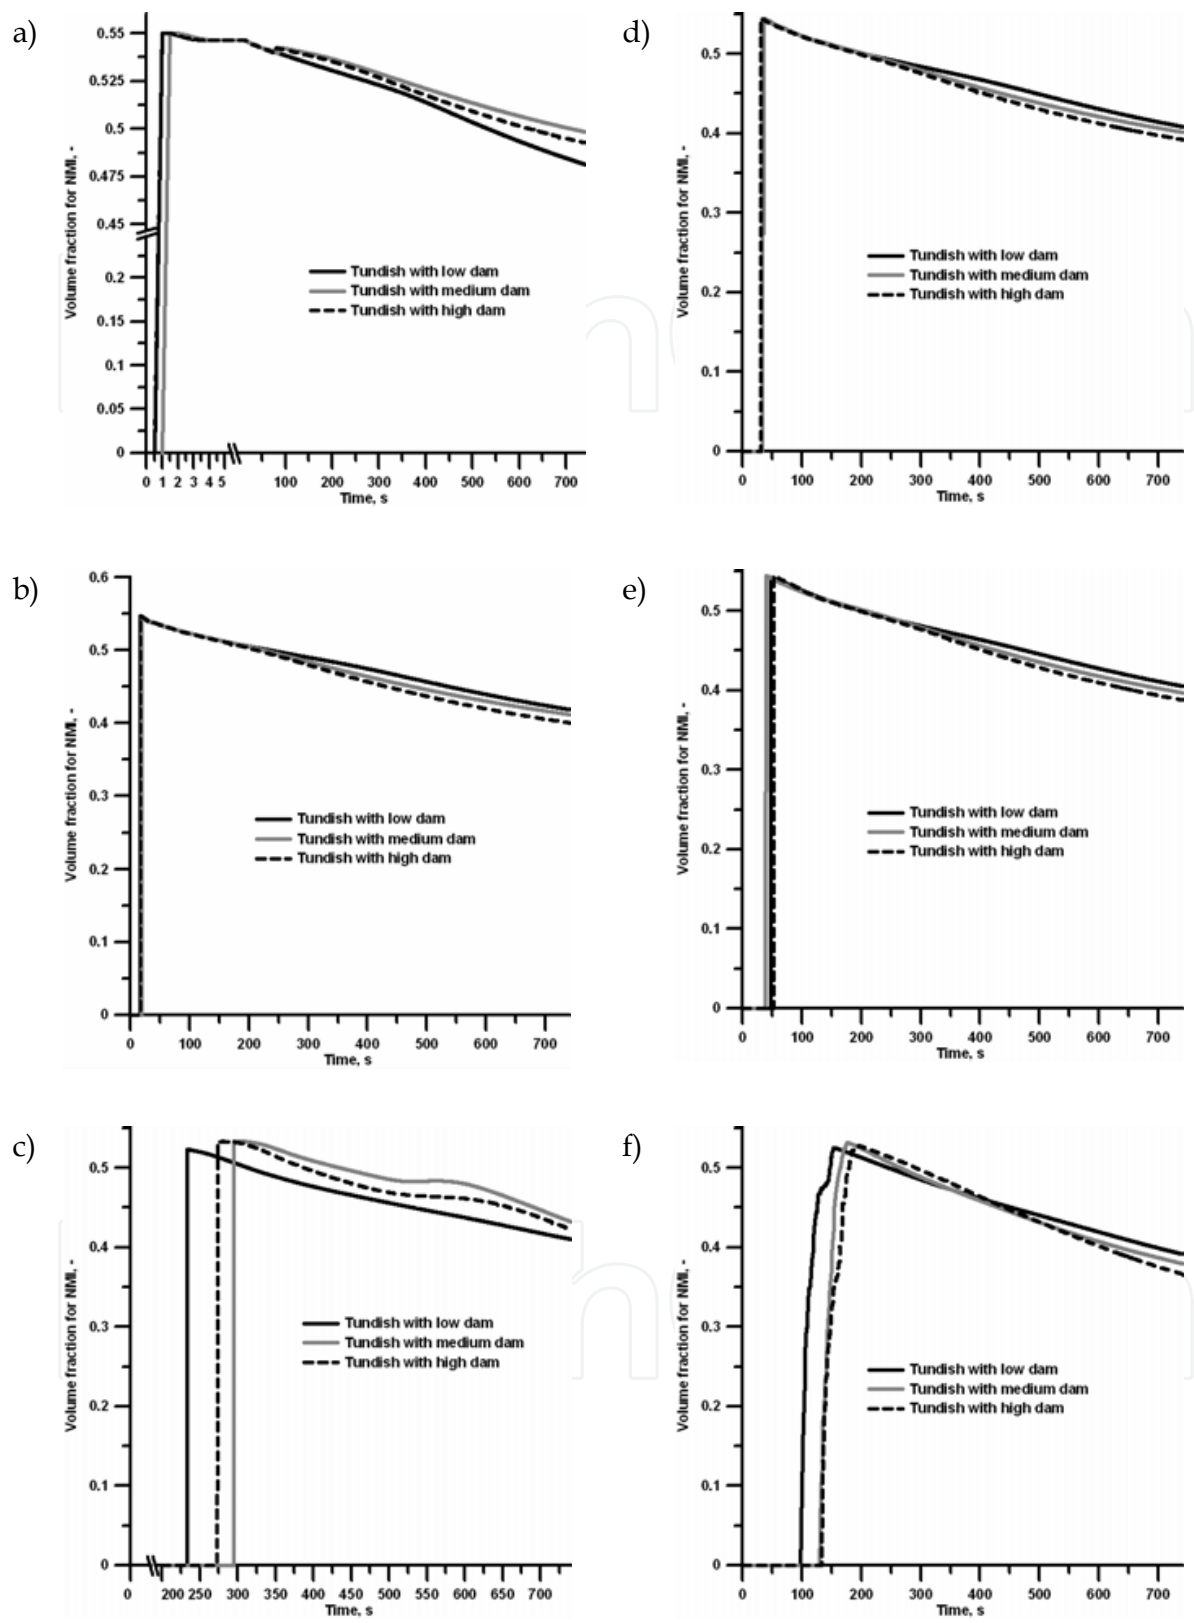 a)
0.55
0.525
0.5
0.475
0.45
0.2
0.15
0.1
0.05
0
Volume fraction for NMI, -
Tundish with low dam
Tundish with medium dam
Tundish with high dam
0 1 2 3 4 5 100 200 300 400 500 600 700
Time, s
d)
0.5
0.4
0.3
0.2
0.1
0
Volume fraction for NMI, -
Tundish with low dam
Tundish with medium dam
Tundish with high dam
0 100 200 300 400 500 600 700
Time, s
b)
0.6
0.5
0.4
0.3
0.2
0.1
0
Volume fraction for NMI, -
Tundish with low dam
Tundish with medium dam
Tundish with high dam
0 100 200 300 400 500 600 700
Time, s
e)
0.5
0.4
0.3
0.2
0.1
0
Volume fraction for NMI, -
Tundish with low dam
Tundish with medium dam
Tundish with high dam
0 100 200 300 400 500 600 700
Time, s
c)
0.5
0.4
0.3
0.2
0.1
0
Volume fraction for NMI, -
Tundish with low dam
Tundish with medium dam
Tundish with high dam
0 200 250 300 350 400 450 500 550 600 650 700
Time, s
f)
0.5
0.4
0.3
0.2
0.1
0
Volume fraction for NMI, -
Tundish with low dam
Tundish with medium dam
Tundish with high dam
0 100 200 300 400 500 600 700
Time, s